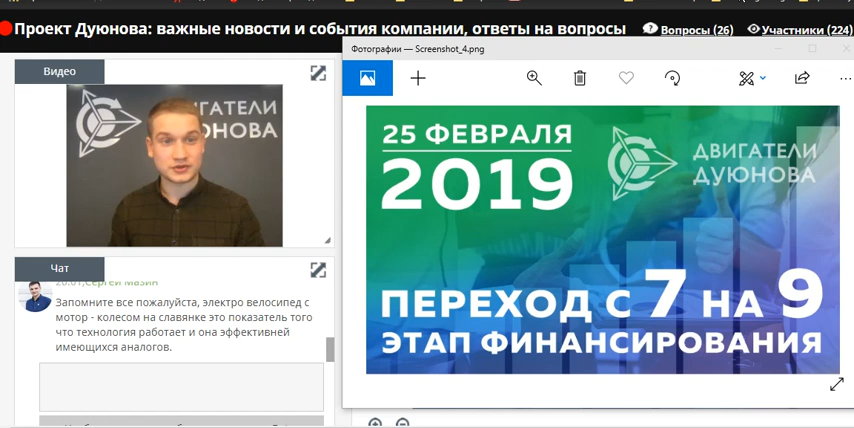 Проект Дуюнова: важные новости и события компании, ответы на вопросы
Вопросы (26)
Участники (224)
Видео
ДВИГАТЕЛИ
ДУЮНОВА
Чат
Сергей Мазин
Запомните все пожалуйста, электро велосипед с
мотор - колесом на славянке это показатель того
что технология работает и она эффективней
имеющихся аналогов.
Фотографии — Screenshot_4.png
25 ФЕВРАЛЯ
2019
ДВИГАТЕЛИ
ДУЮНОВА
ПЕРЕХОД С 7 НА 9
ЭТАП ФИНАНСИРОВАНИЯ